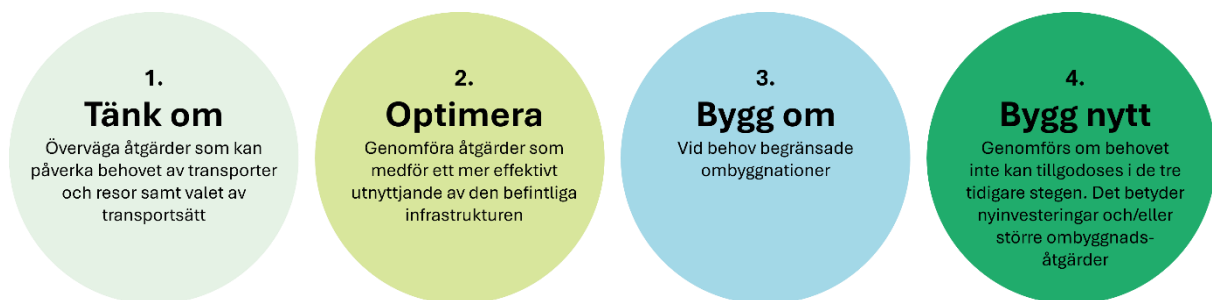 1.
Tänk om
Överväga åtgärder som kan
påverka behovet av transporter
och resor samt valet av
transportsätt
2.
Optimera
Genomföra åtgärder som
medför ett mer effektivt
utnyttjande av den befintliga
infrastrukturen
3.
Bygg om
Vid behov begränsade
ombyggnationer
4.
Bygg nytt
Genomförs om behovet
inte kan tillgodoses i de tre
tidigare stegen. Det betyder
nyinvesteringar och/eller
större ombyggnads-
åtgärder